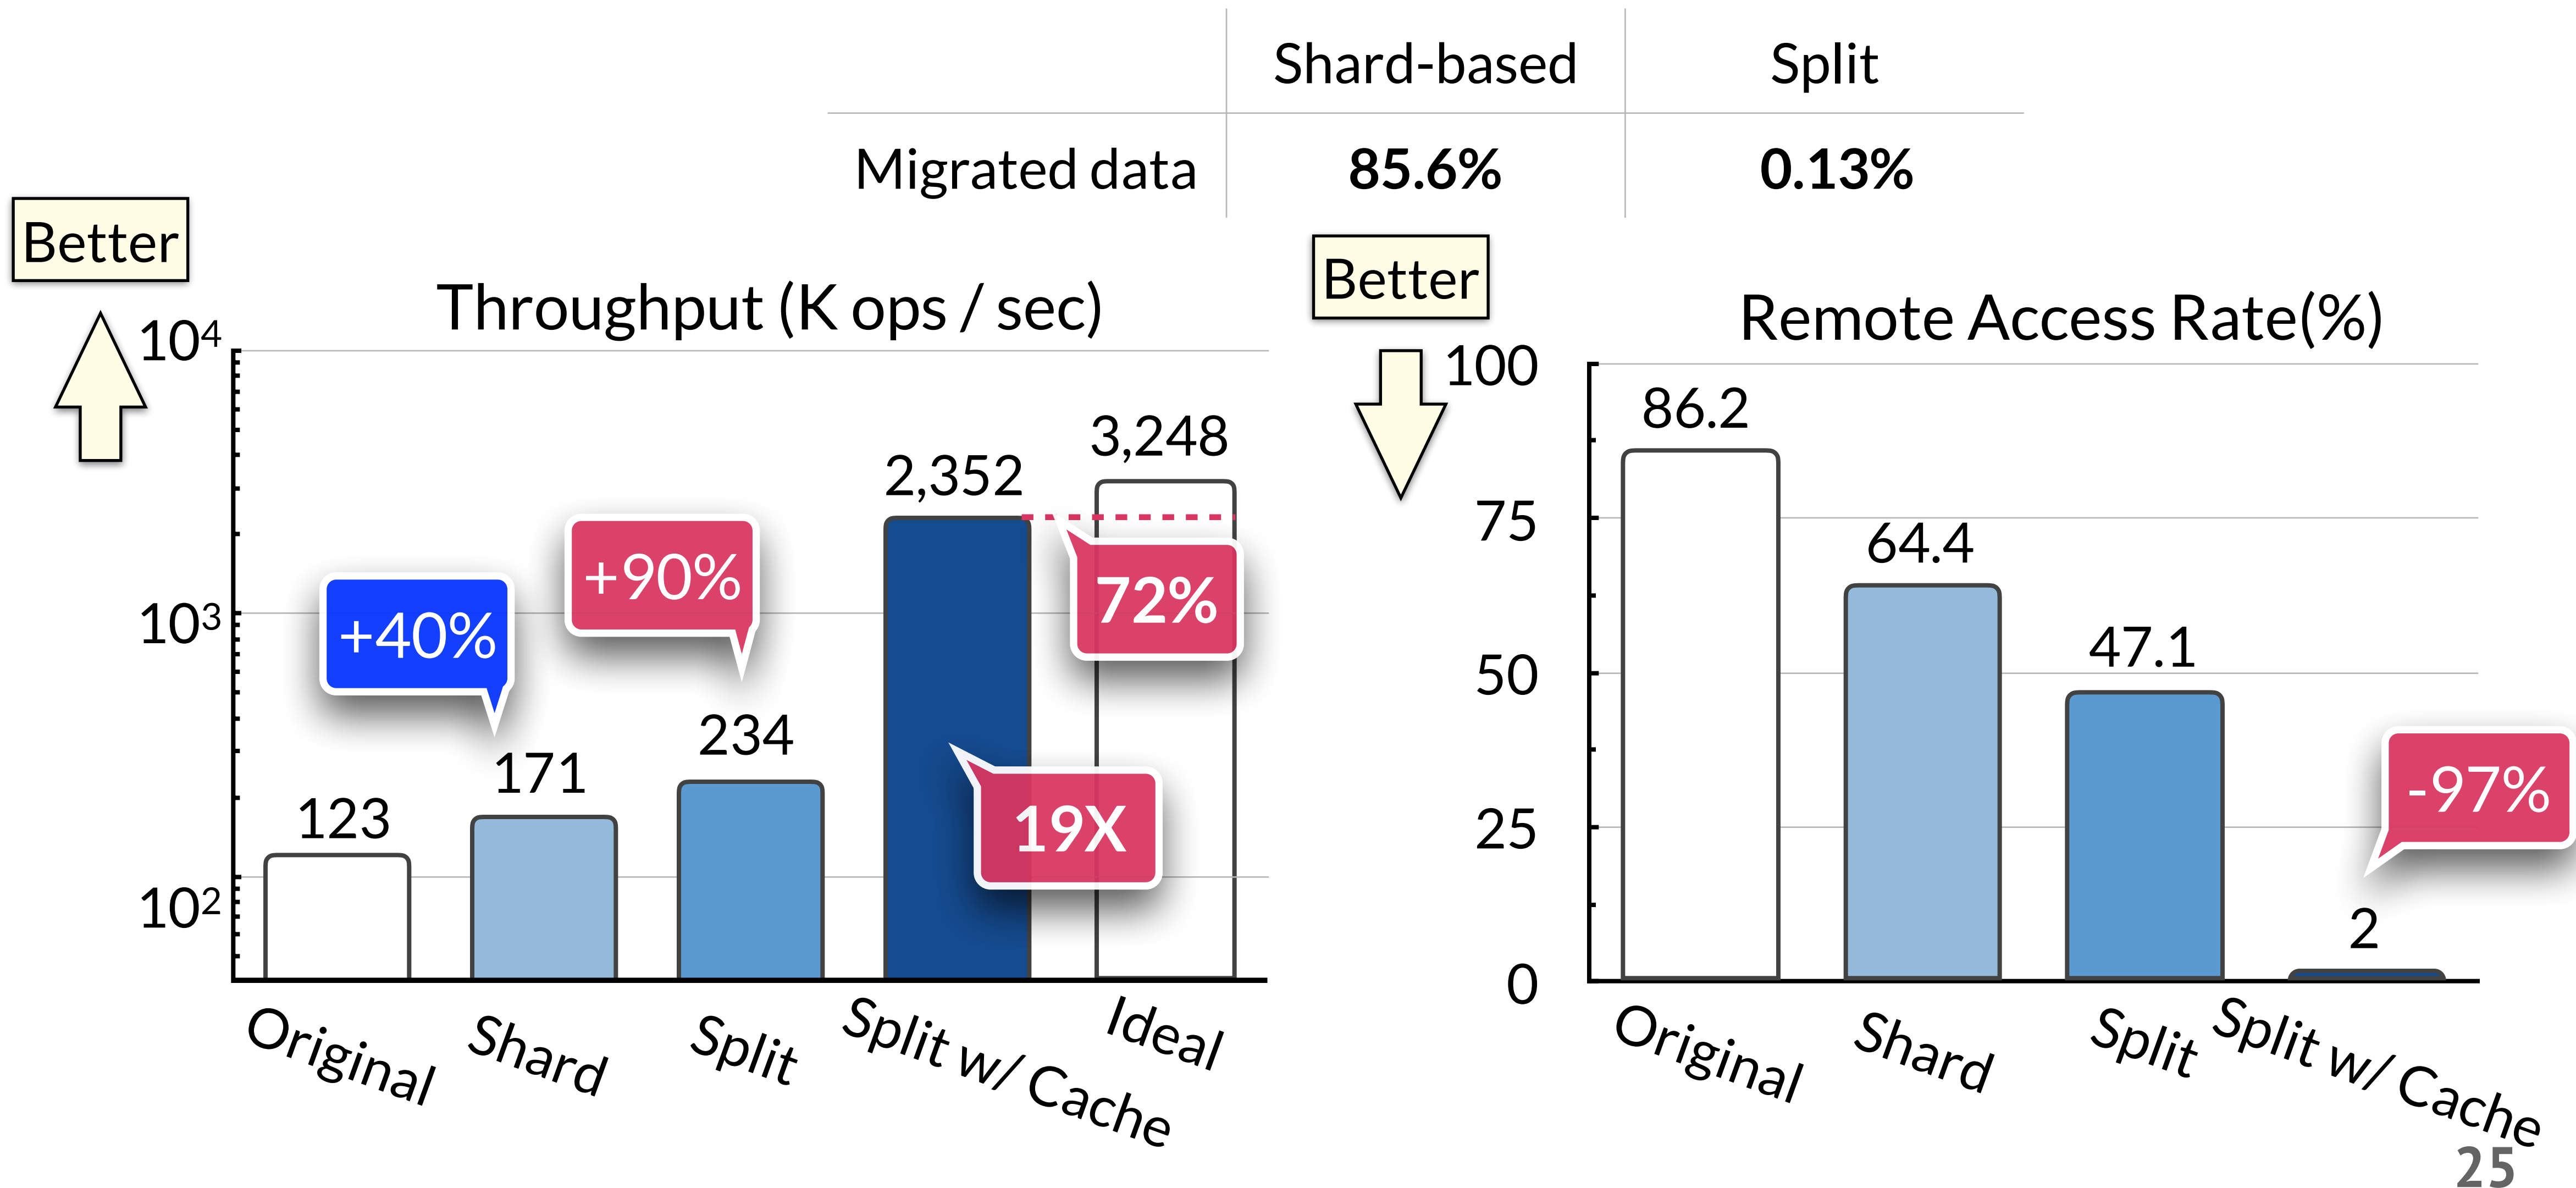 Shard-based Split
Migrated data 85.6% 0.13%
Better
Throughput (K ops / sec)
10⁴
10³
10²
123
171
234
2,352
3,248
+40%
+90%
72%
19X
Original
Shard
Split
Split w/ Cache
Ideal
Better
Remote Access Rate(%)
100
75
50
25
0
86.2
64.4
47.1
2
-97%
Original
Shard
Split
Split w/ Cache
25